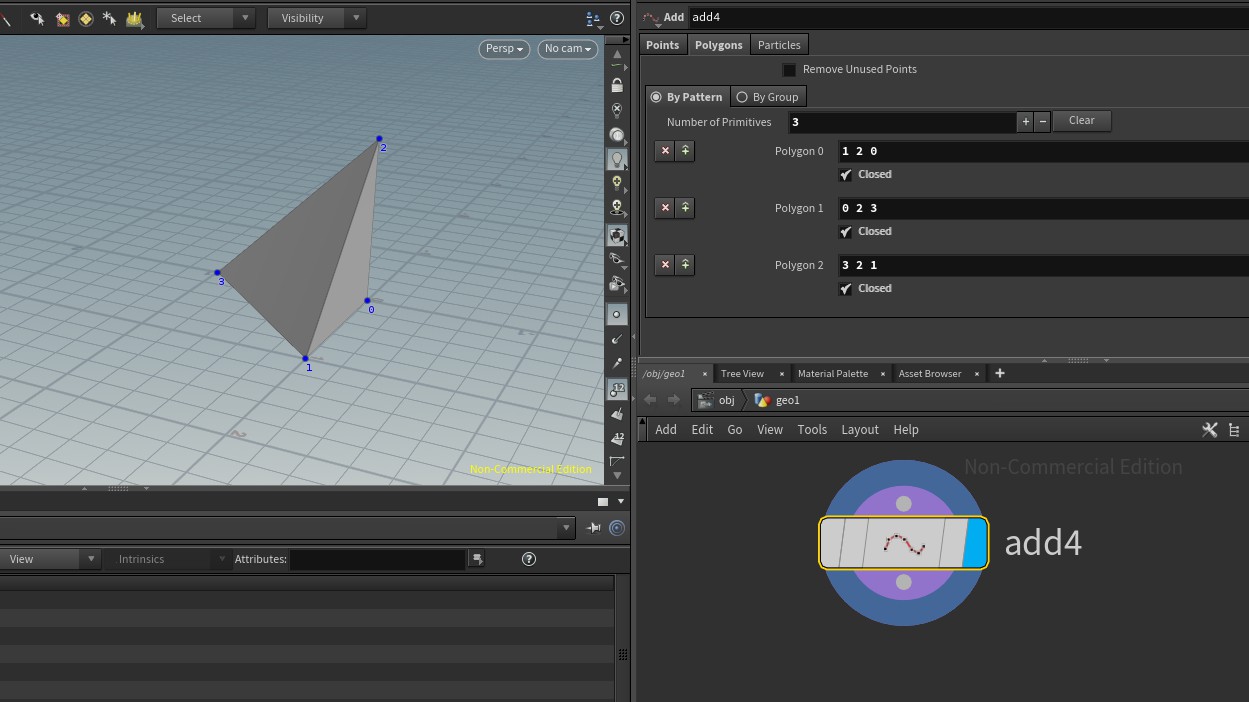 Select
Visibility
Persp
No cam
2
3
0
1
12
12
Non-Commercial Edition
View
Intrinsics
Attributes:
Add add4
Points
Polygons
Particles
Remove Unused Points
By Pattern
By Group
Number of Primitives 3 + − Clear
Polygon 0 1 2 0
Closed
Polygon 1 0 2 3
Closed
Polygon 2 3 2 1
Closed
/obj/geo1 × Tree View × Material Palette × Asset Browser × +
obj geo1
Add Edit Go View Tools Layout Help
Non-Commercial Edition
add4